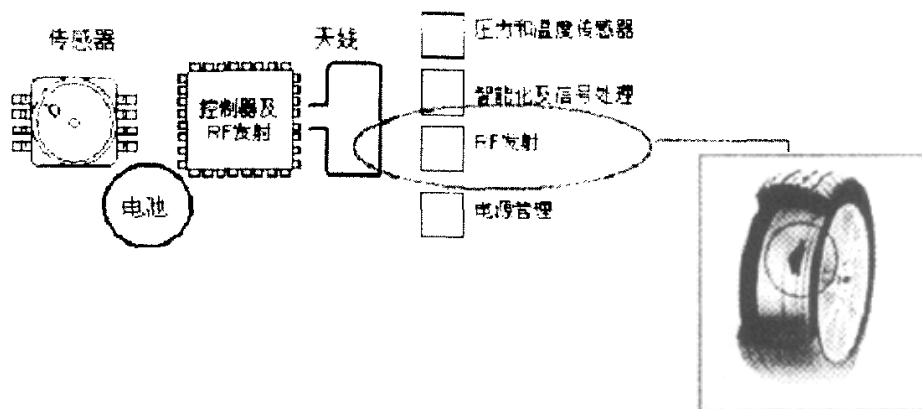 传感器
天线
压力和温度传感器
智能化及信号处理
控制器及
RF发射
RF发射
电池
电源管理